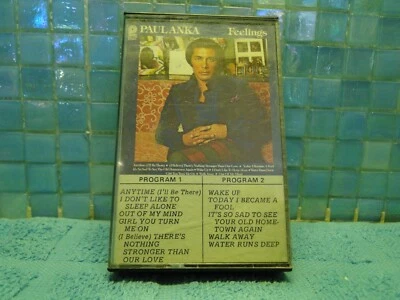 PAUL ANKA Feelings
PROGRAM 1
ANYTIME (I'll Be There)
I DON'T LIKE TO
SLEEP ALONE
OUT OF MY MIND
GIRL YOU TURN
ME ON
(I Believe) THERE'S
NOTHING
STRONGER THAN
OUR LOVE
PROGRAM 2
WAKE UP
TODAY I BECAME A
FOOL
IT'S SO SAD TO SEE
YOUR OLD HOME-
TOWN AGAIN
WALK AWAY
WATER RUNS DEEP